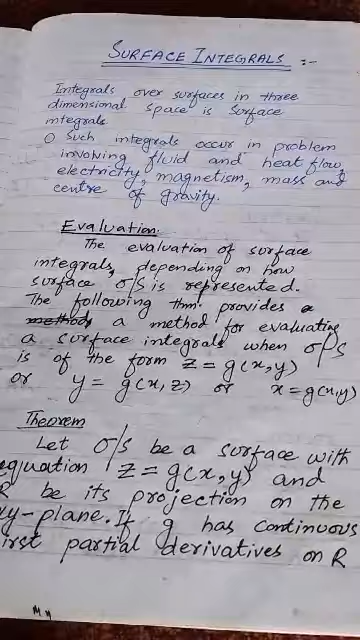 SURFACE INTEGRALS :-
Integrals over surfaces in three
dimensional space is Surface
integrals
○ Such integrals occur in problem
involving fluid and heat flow,
electricity, magnetism, mass and
centre of gravity.
Evaluation.
The evaluation of surface
integrals, depending on how
surface σ/S is represented.
The following thm. provides a
method a method for evaluating
a surface integrals when σ/S
is of the form z = g(x,y)
or y = g(x,z) or x = g(x,y)
Theorem
Let σ/s be a surface with
equation z = g(x,y) and
R be its projection on the
xy-plane. If g has continuous
irst partial derivatives on R